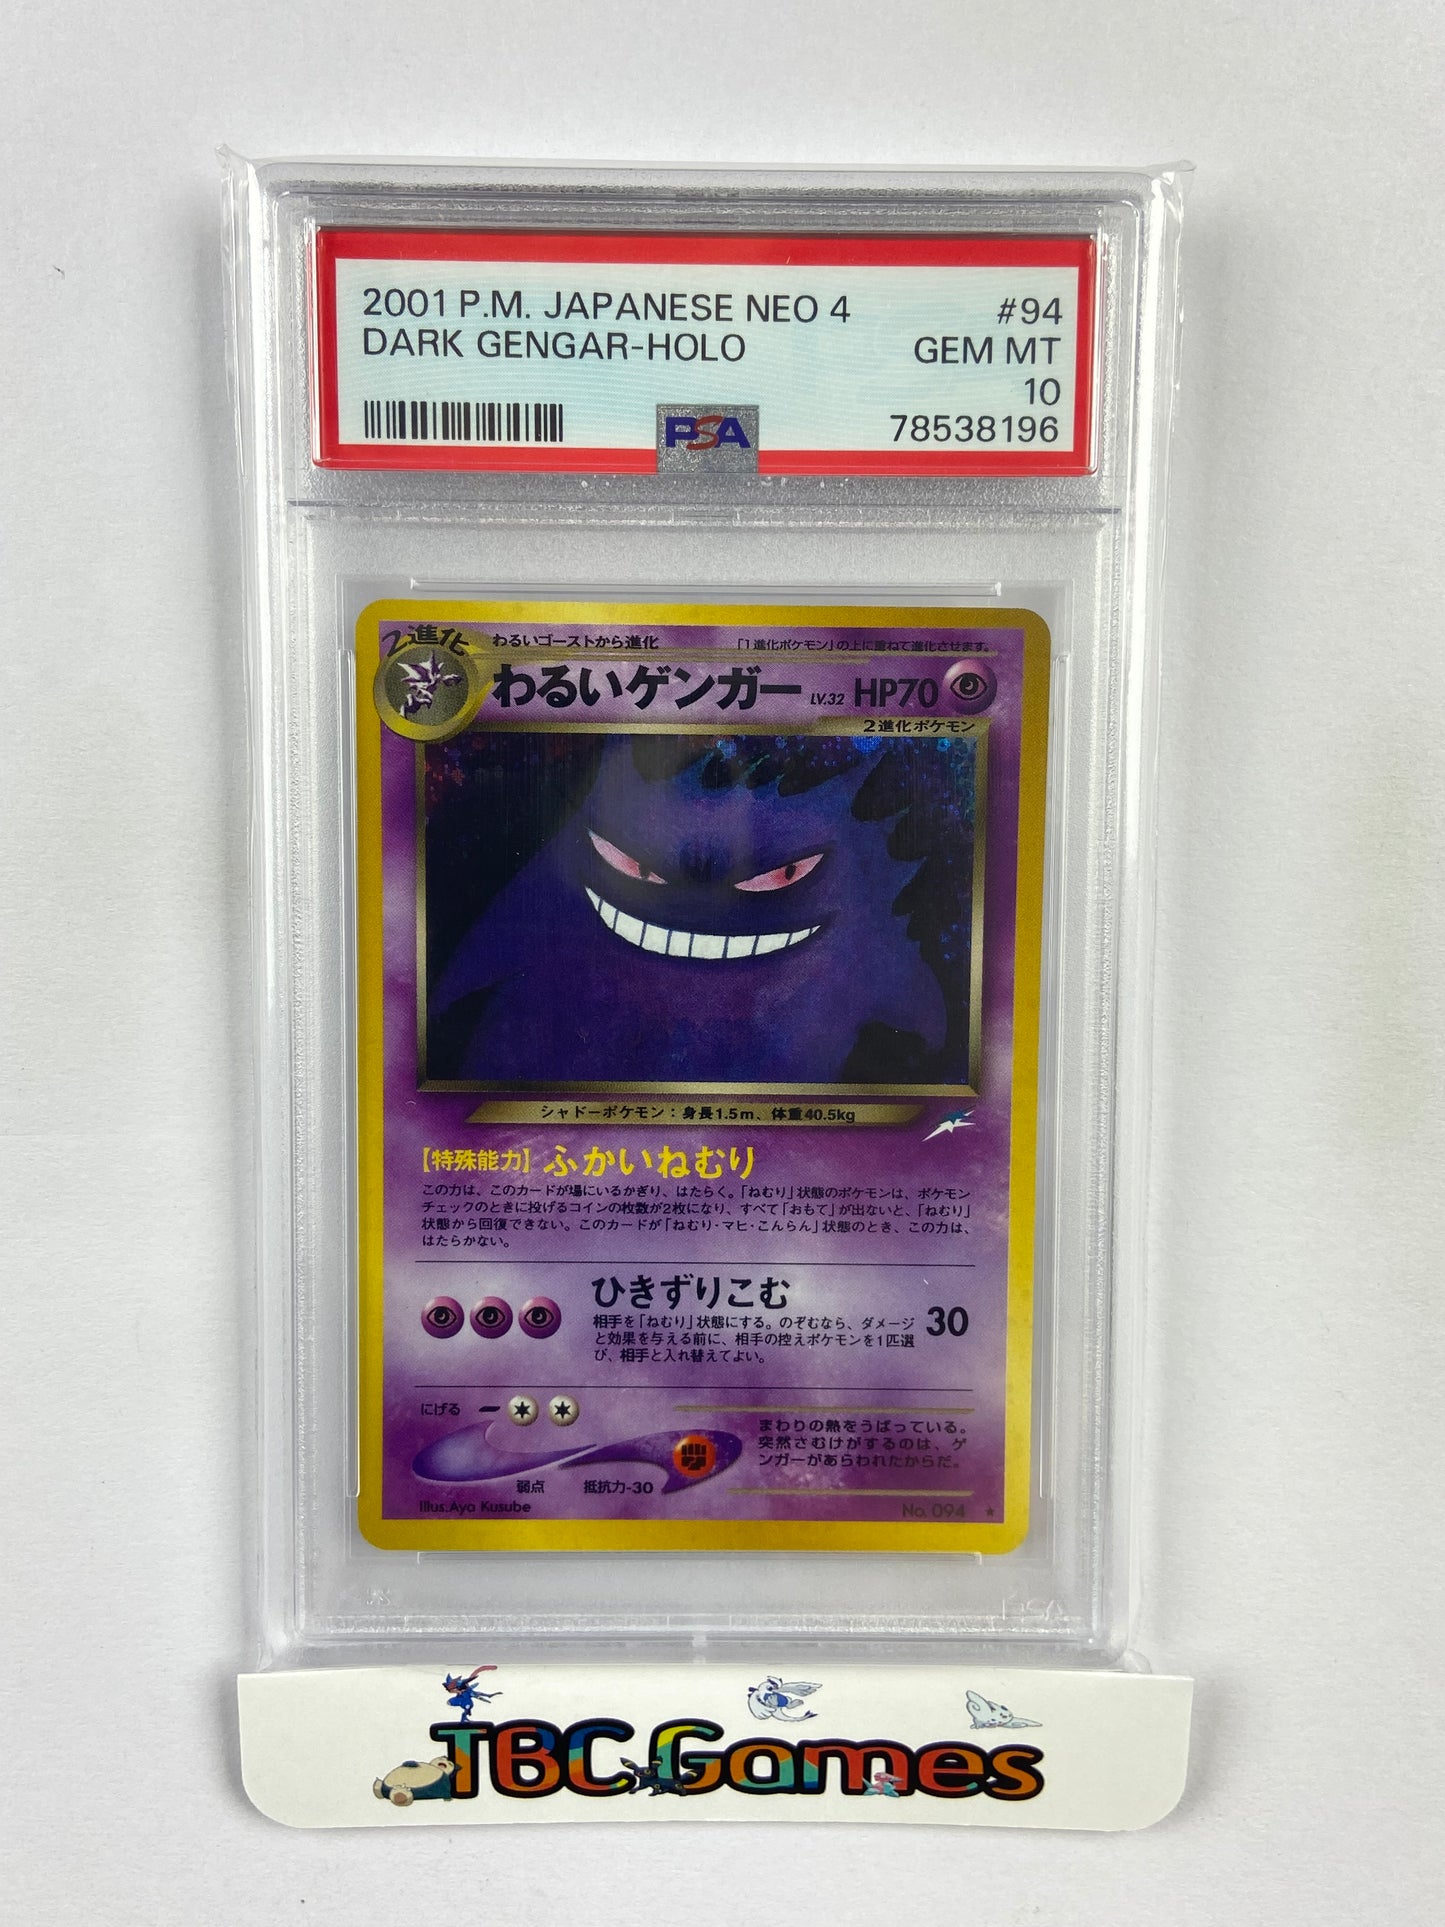 2001 P.M. JAPANESE NEO 4 #94
DARK GENGAR-HOLO GEM MT
10
PSA 78538196
2進化 わるいゴーストから進化 「1進化ポケモン」の上に重ねて進化させます。
わるいゲンガー LV.32 HP70
2進化ポケモン
シャドーポケモン：身長1.5m、体重40.5kg
【特殊能力】ふかいねむり
この力は、このカードが場にいるかぎり、はたらく。「ねむり」状態のポケモンは、ポケモン
チェックのときに投げるコインの枚数が2枚になり、すべて「おもて」が出ないと、「ねむり」
状態から回復できない。このカードが「ねむり・マヒ・こんらん」状態のとき、この力は、
はたらかない。
ひきずりこむ
相手を「ねむり」状態にする。のぞむなら、ダメージ
と効果を与える前に、相手の控えポケモンを1匹選
び、相手と入れ替えてよい。
30
にげる
弱点 抵抗力-30
まわりの熱をうばっている。
突然さむけがするのは、ゲ
ンガーがあらわれたからだ。
Illus.Aya Kusube No. 094 ★
TBC Games